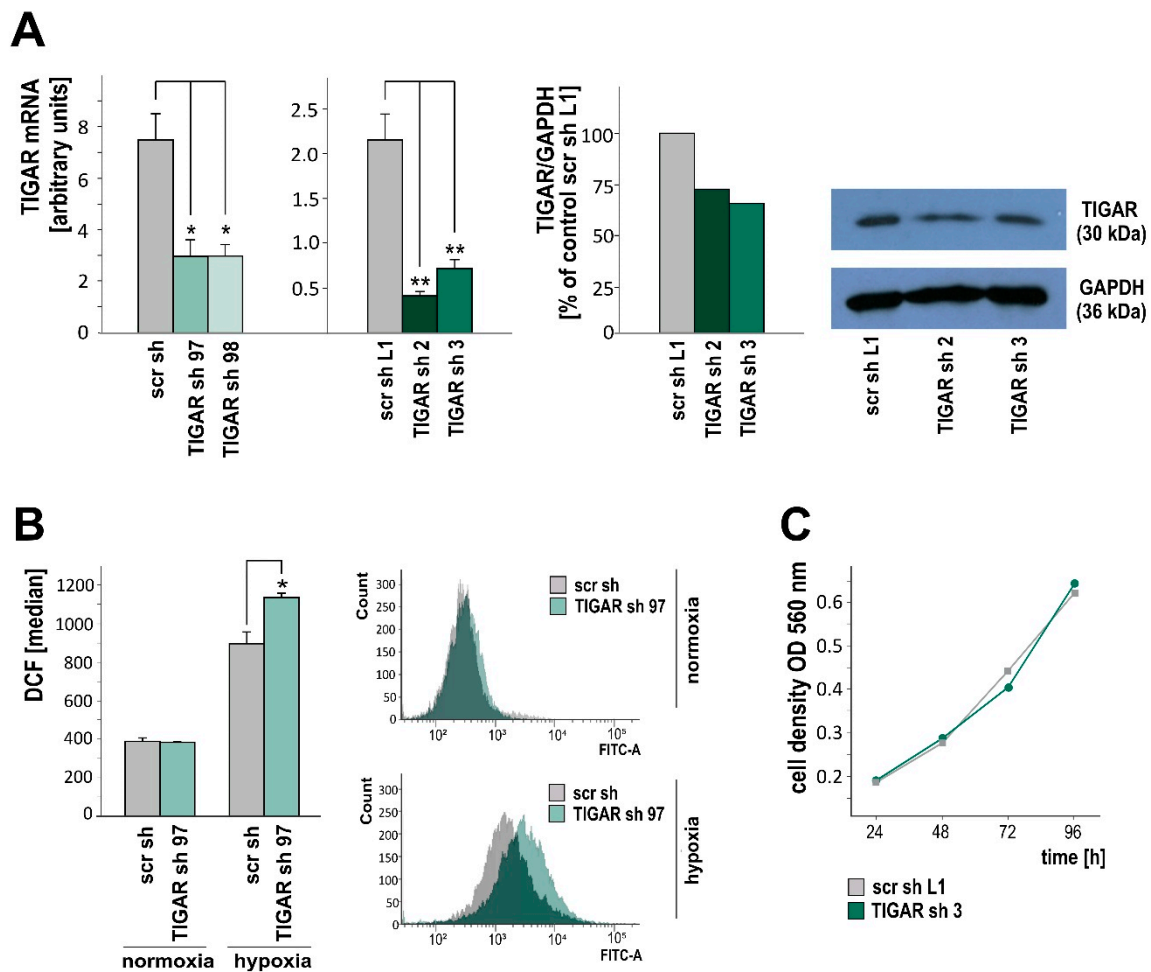 A
TIGAR mRNA
[arbitrary units]
8
6
4
2
0
*
*
scr sh
TIGAR sh 97
TIGAR sh 98
2.5
2.0
1.5
1.0
0.5
**
**
scr sh L1
TIGAR sh 2
TIGAR sh 3
TIGAR/GAPDH
[% of control scr sh L1]
100
75
50
25
0
scr sh L1
TIGAR sh 2
TIGAR sh 3
TIGAR
(30 kDa)
GAPDH
(36 kDa)
scr sh L1
TIGAR sh 2
TIGAR sh 3
B
DCF [median]
1200
1000
800
600
400
200
0
*
scr sh
TIGAR sh 97
scr sh
TIGAR sh 97
normoxia
hypoxia
Count
300
250
200
150
100
50
0
10² 10³ 10⁴ 10⁵
FITC-A
scr sh
TIGAR sh 97
normoxia
Count
300
250
200
150
100
50
0
10² 10³ 10⁴ 10⁵
FITC-A
scr sh
TIGAR sh 97
hypoxia
C
cell density OD 560 nm
0.6
0.5
0.4
0.3
0.2
24 48 72 96
time [h]
scr sh L1
TIGAR sh 3